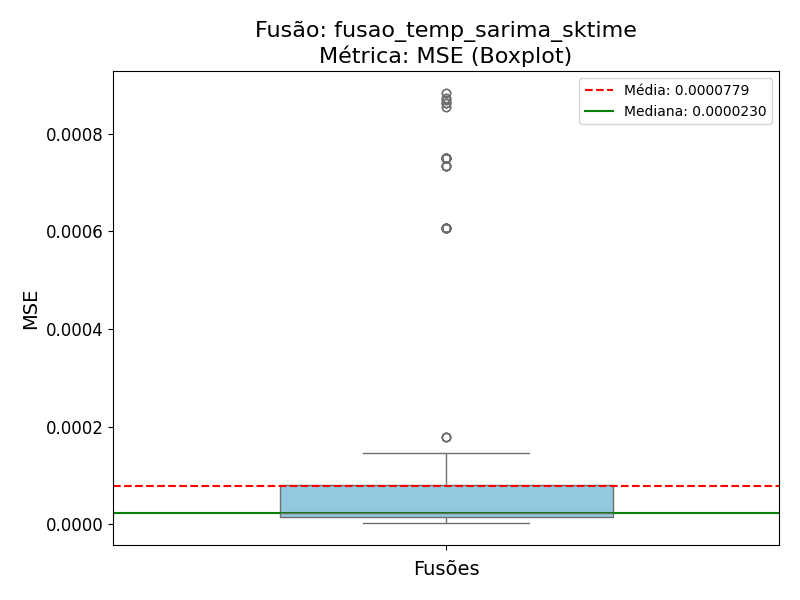 Fusão: fusao_temp_sarima_sktime
Métrica: MSE (Boxplot)
Média: 0.0000779
Mediana: 0.0000230
0.0008
0.0006
0.0004
0.0002
0.0000
MSE
Fusões